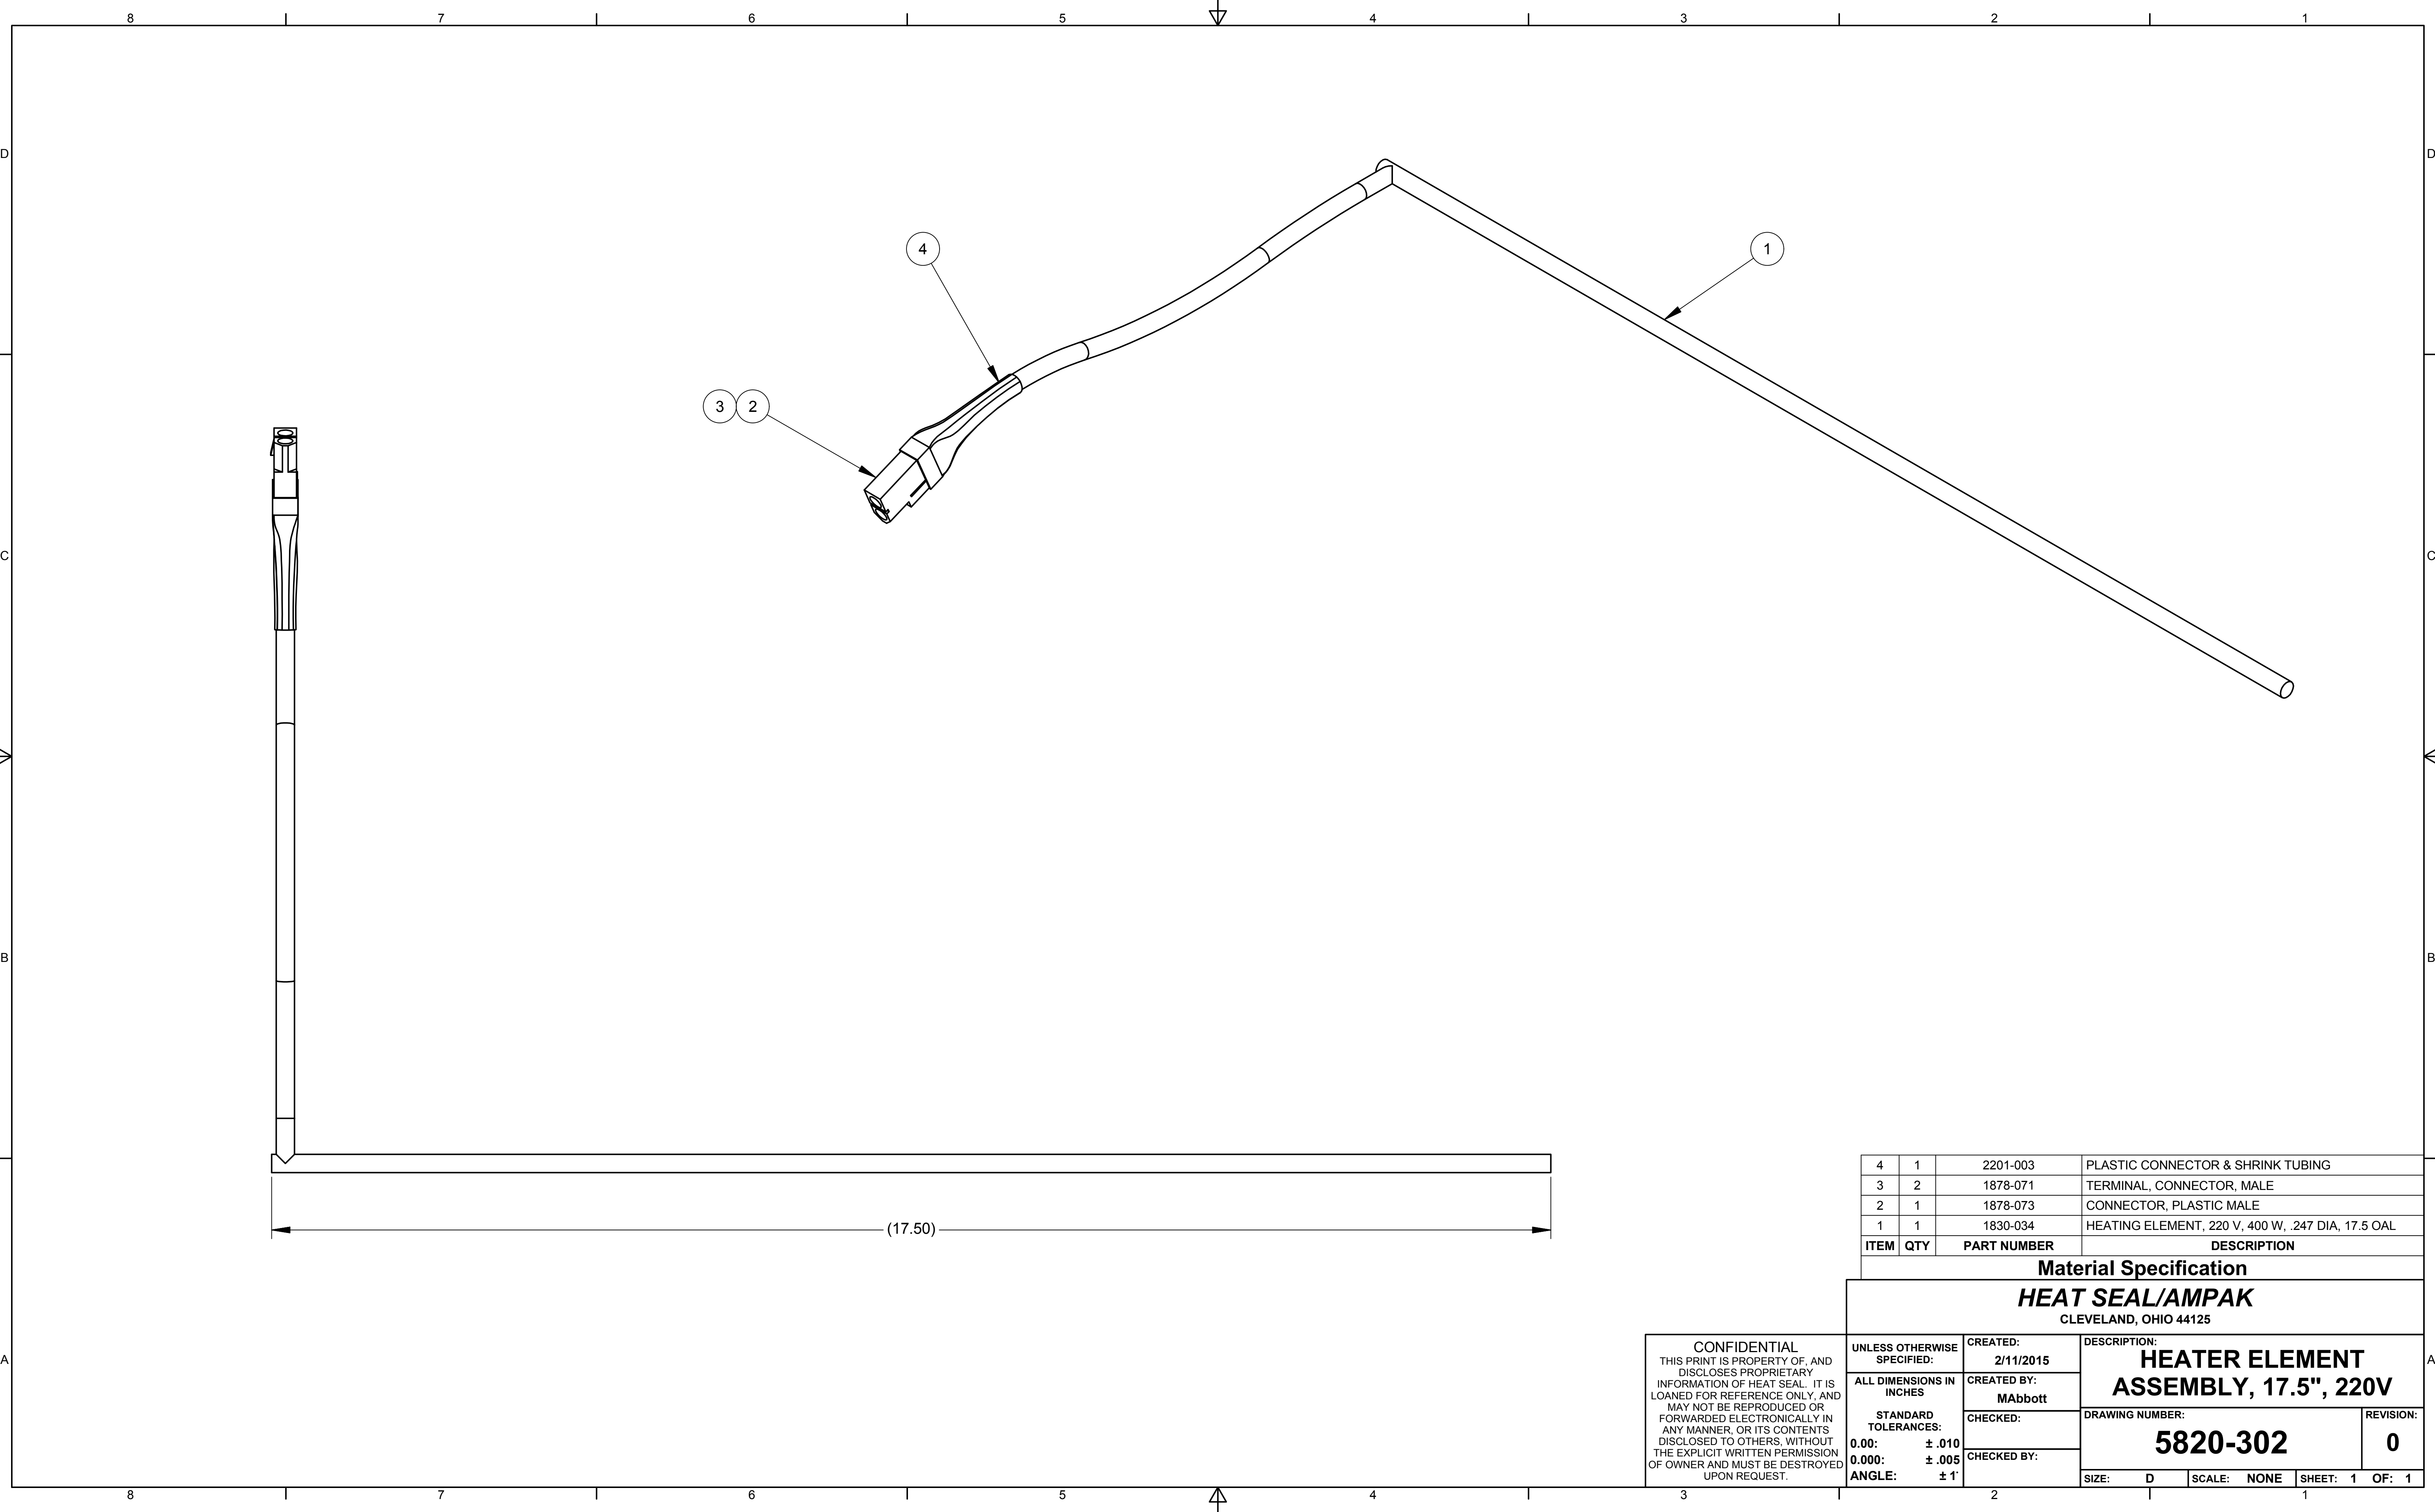 8 7 6 5 4 3 2 1
D D
4
1
3 2
C C
B B
(17.50)
4 1 2201-003 PLASTIC CONNECTOR & SHRINK TUBING
3 2 1878-071 TERMINAL, CONNECTOR, MALE
2 1 1878-073 CONNECTOR, PLASTIC MALE
1 1 1830-034 HEATING ELEMENT, 220 V, 400 W, .247 DIA, 17.5 OAL
ITEM QTY PART NUMBER DESCRIPTION
Material Specification
HEAT SEAL/AMPAK
CLEVELAND, OHIO 44125
A A
CONFIDENTIAL
THIS PRINT IS PROPERTY OF, AND
DISCLOSES PROPRIETARY
INFORMATION OF HEAT SEAL. IT IS
LOANED FOR REFERENCE ONLY, AND
MAY NOT BE REPRODUCED OR
FORWARDED ELECTRONICALLY IN
ANY MANNER, OR ITS CONTENTS
DISCLOSED TO OTHERS, WITHOUT
THE EXPLICIT WRITTEN PERMISSION
OF OWNER AND MUST BE DESTROYED
UPON REQUEST.
UNLESS OTHERWISE
SPECIFIED:
ALL DIMENSIONS IN
INCHES
STANDARD
TOLERANCES:
0.00: ± .010
0.000: ± .005
ANGLE: ± 1°
CREATED:
2/11/2015
CREATED BY:
MAbbott
CHECKED:
CHECKED BY:
DESCRIPTION:
HEATER ELEMENT
ASSEMBLY, 17.5", 220V
DRAWING NUMBER:
5820-302
REVISION:
0
SIZE: D SCALE: NONE SHEET: 1 OF: 1
8 7 6 5 4 3 2 1